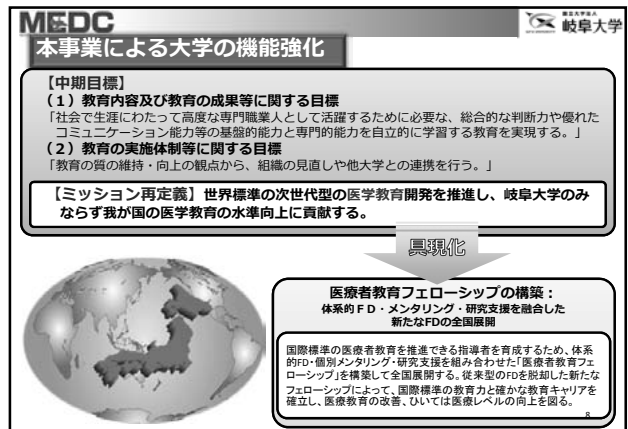 MEDC
岐阜大学
本事業による大学の機能強化
【中期目標】
（１）教育内容及び教育の成果等に関する目標
「社会で生涯にわたって高度な専門職業人として活躍するために必要な、総合的な判断力や優れた
コミュニケーション能力等の基盤的能力と専門的能力を自立的に学習する教育を実現する。」
（２）教育の実施体制等に関する目標
「教育の質の維持・向上の観点から、組織の見直しや他大学との連携を行う。」
【ミッション再定義】世界標準の次世代型の医学教育開発を推進し、岐阜大学のみ
ならず我が国の医学教育の水準向上に貢献する。
具現化
医療者教育フェローシップの構築：
体系的ＦＤ・メンタリング・研究支援を融合した
新たなFDの全国展開
国際標準の医療者教育を推進できる指導者を育成するため、体系
的FD・個別メンタリング・研究支援を組み合わせた「医療者教育フェ
ローシップ」を構築して全国展開する。従来型のFDを脱却した新たな
フェローシップによって、国際標準の教育力と確かな教育キャリアを
確立し、医療教育の改善、ひいては医療レベルの向上を図る。
8